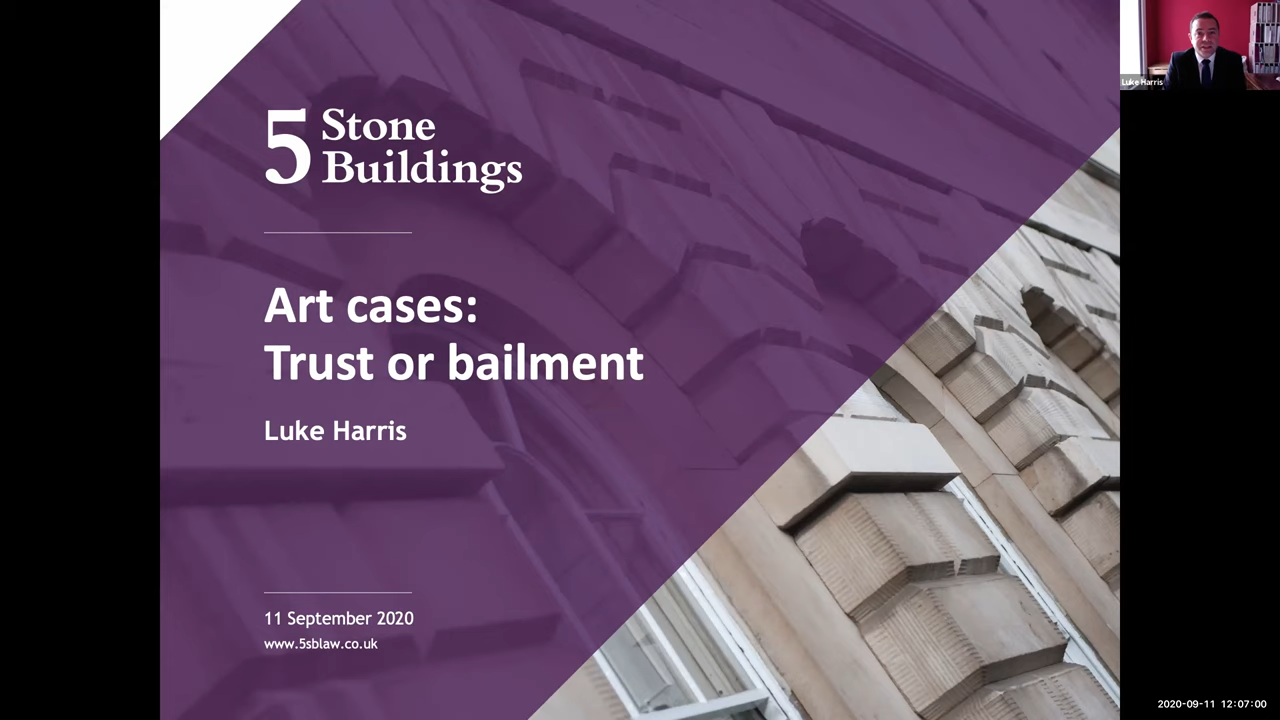 5 Stone
Buildings
Art cases:
Trust or bailment
Luke Harris
11 September 2020
www.5sblaw.co.uk
Luke Harris
2020-09-11 12:07:00